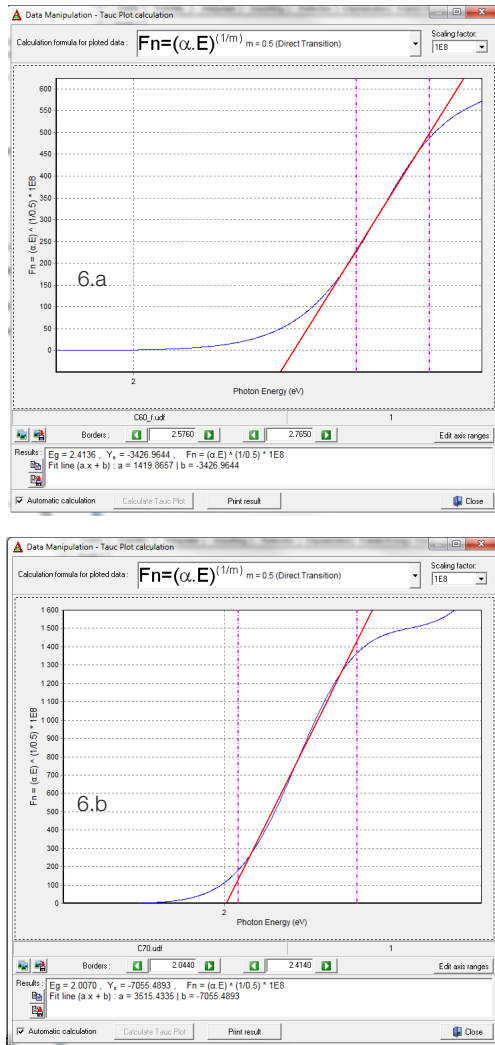 Data Manipulation - Tauc Plot calculation
Calculation formula for ploted data : Fn=(α.E)^(1/m) m = 0.5 (Direct Transition)
Scaling factor:
1E8
600
550
500
450
400
350
300
250
200
150
100
50
0
Fn = (α.E) ^ (1/0.5) * 1E8
6.a
2
Photon Energy (eV)
C60_f.udf 1
Borders : 2.5760 2.7650 Edit axis ranges
Results : Eg = 2.4136 , Yₒ = -3426.9644 , Fn = (α.E) ^ (1/0.5) * 1E8
Fit line (a.x + b) : a = 1419.8657 | b = -3426.9644
Automatic calculation Calculate Tauc Plot Print result Close
Data Manipulation - Tauc Plot calculation
Calculation formula for ploted data : Fn=(α.E)^(1/m) m = 0.5 (Direct Transition)
Scaling factor:
1E8
1 600
1 500
1 400
1 300
1 200
1 100
1 000
900
800
700
600
500
400
300
200
100
0
Fn = (α.E) ^ (1/0.5) * 1E8
6.b
2
Photon Energy (eV)
C70.udf 1
Borders : 2.0440 2.4140 Edit axis ranges
Results : Eg = 2.0070 , Yₒ = -7055.4893 , Fn = (α.E) ^ (1/0.5) * 1E8
Fit line (a.x + b) : a = 3515.4335 | b = -7055.4893
Automatic calculation Calculate Tauc Plot Print result Close